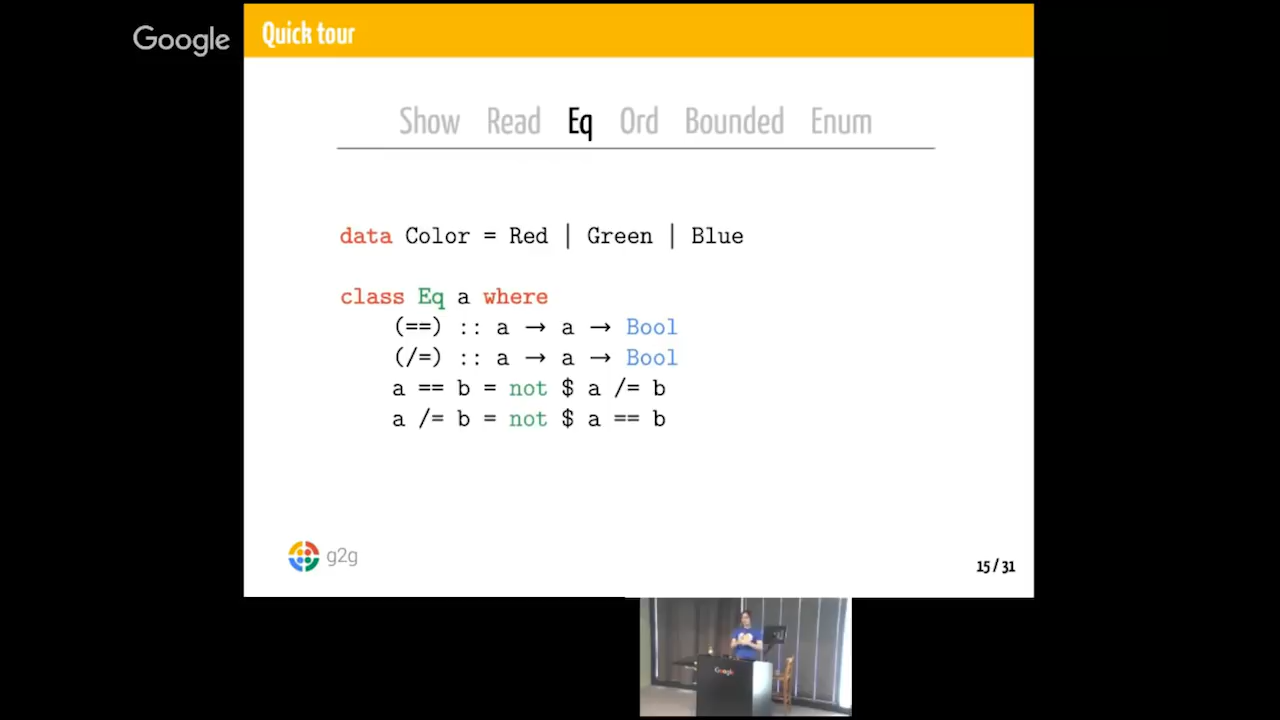 Google
Quick tour
Show Read Eq Ord Bounded Enum
data Color = Red | Green | Blue
class Eq a where
(==) :: a → a → Bool
(/=) :: a → a → Bool
a == b = not $ a /= b
a /= b = not $ a == b
g2g
15 / 31
Google